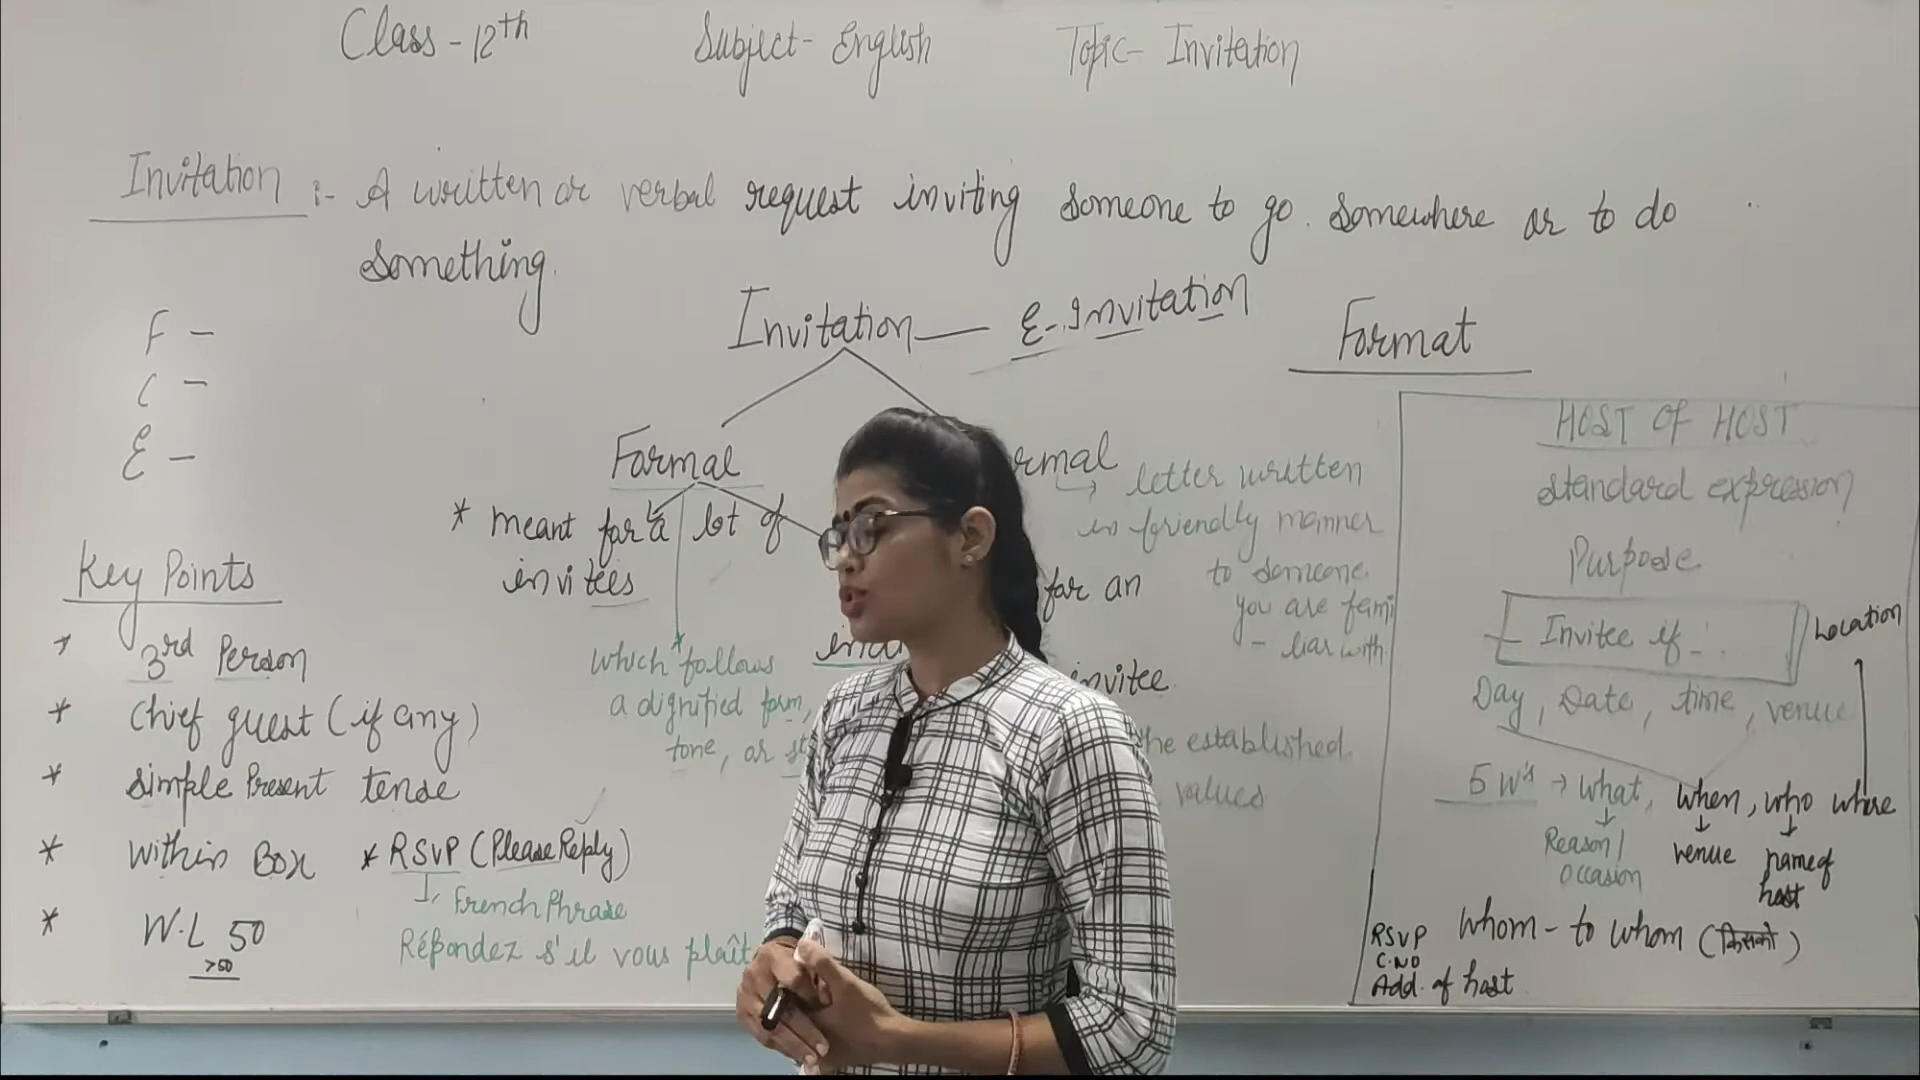 Class - 12th Subject - English Topic - Invitation
Invitation :- A written or verbal request inviting someone to go somewhere or to do
something.
Invitation — E-Invitation
F -
C -
E -
Formal
* meant for a lot of
invitees
* which follows
a dignified form,
tone, or
letter written
in friendly manner
to someone
you are fami
- liar with
for an
invitee
the established
values
Key Points
* 3rd Person
* Chief guest (if any)
* Simple Present tense
* Within Box
* W.L 50
>50
* RSVP (Please Reply)
French Phrase
Répondez s'il vous plaît
Format
HOST OF HOST
Standard expression
Purpose
Invitee if
Location
Day, Date, time, venue
5 W's → what, when, who where
Reason/
Occasion
venue
name of
host
Whom - to whom (किसको)
RSVP
C.NO
Add. of host